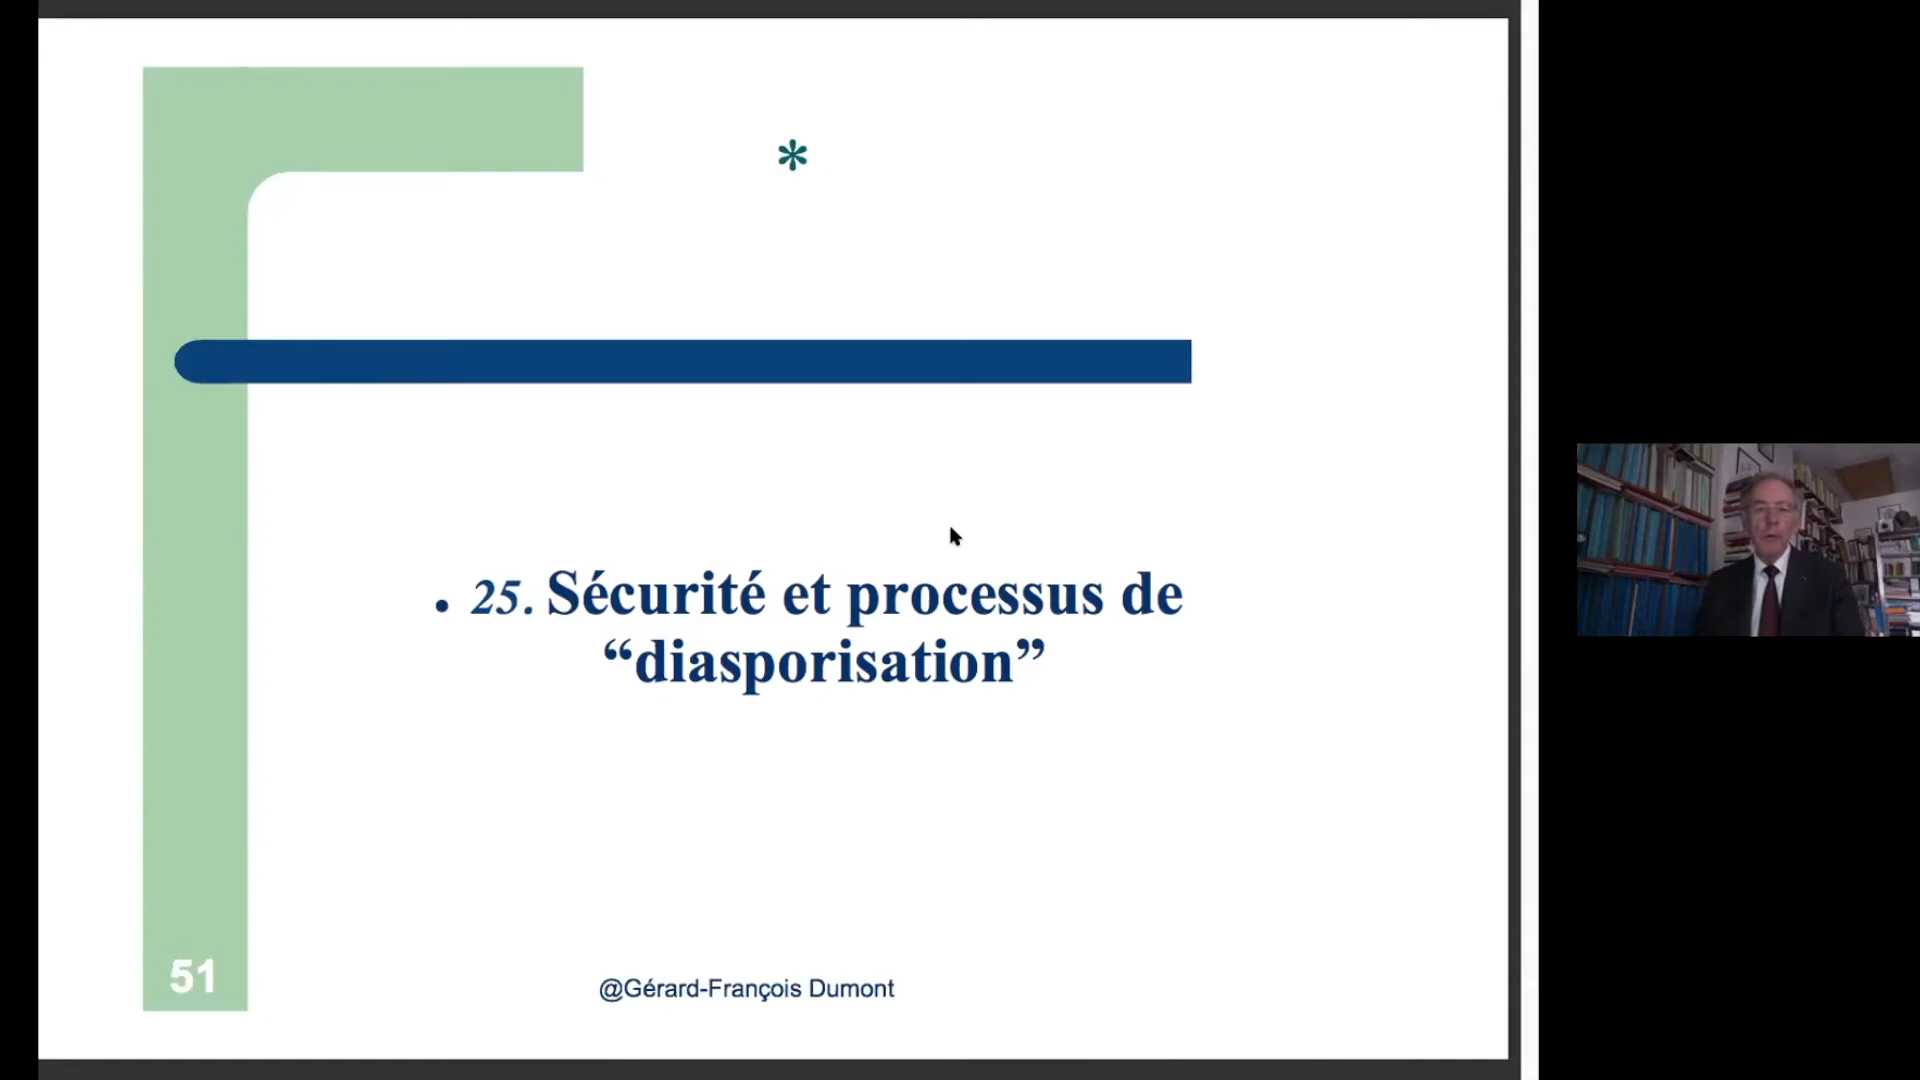 *
• 25. Sécurité et processus de
“diasporisation”
51
@Gérard-François Dumont